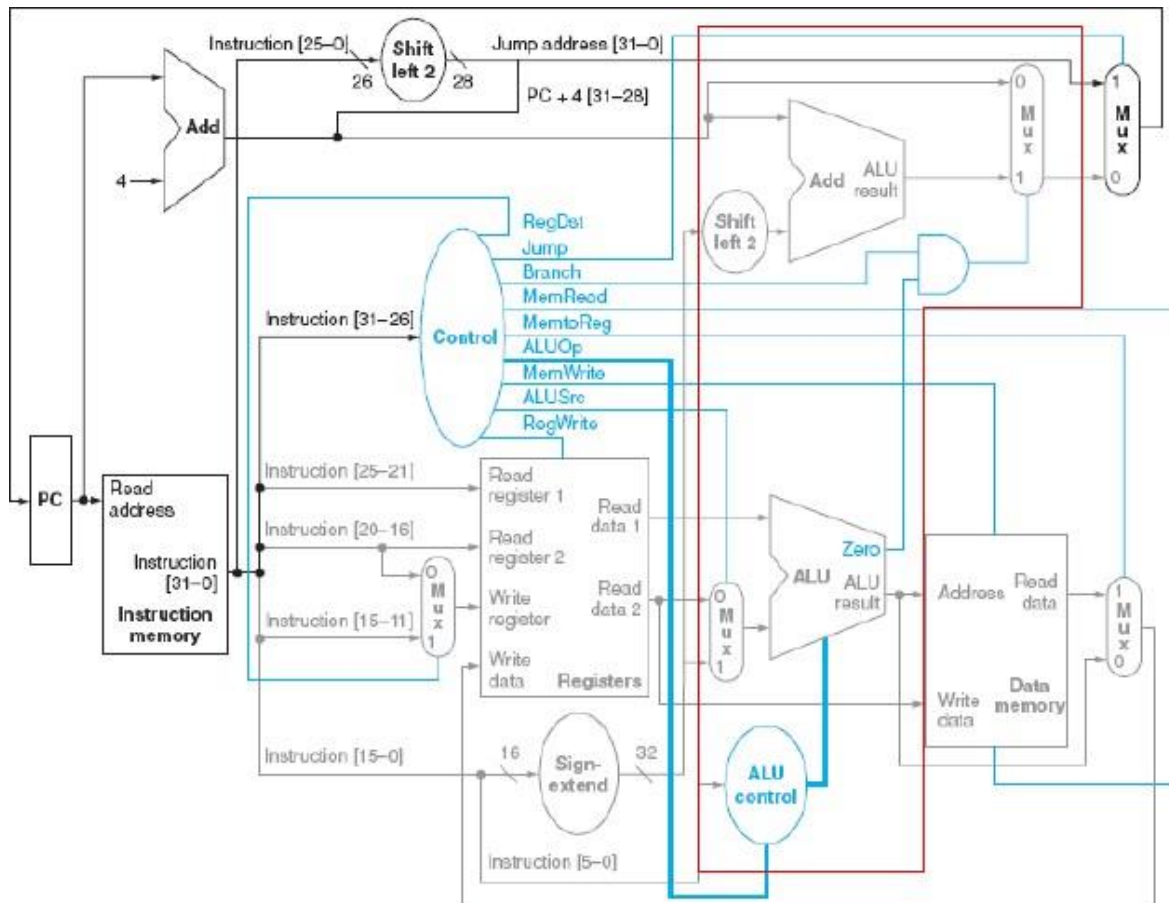 Instruction [25–0]
Shift
left 2
Jump address [31–0]
26
28
PC + 4 [31–28]
Add
4
0
M
u
x
1
1
M
u
x
0
Add
ALU
result
Shift
left 2
RegDst
Jump
Branch
MemRead
MemtoReg
ALUOp
MemWrite
ALUSrc
RegWrite
Instruction [31–26]
Control
PC
Read
address
Instruction
[31–0]
Instruction
memory
Instruction [25–21]
Instruction [20–16]
Instruction [15–11]
0
M
u
x
1
Read
register 1
Read
register 2
Write
register
Write
data
Read
data 1
Read
data 2
Registers
0
M
u
x
1
Zero
ALU
ALU
result
Address
Read
data
Write
data
Data
memory
1
M
u
x
0
Instruction [15–0]
16
Sign-
extend
32
ALU
control
Instruction [5–0]